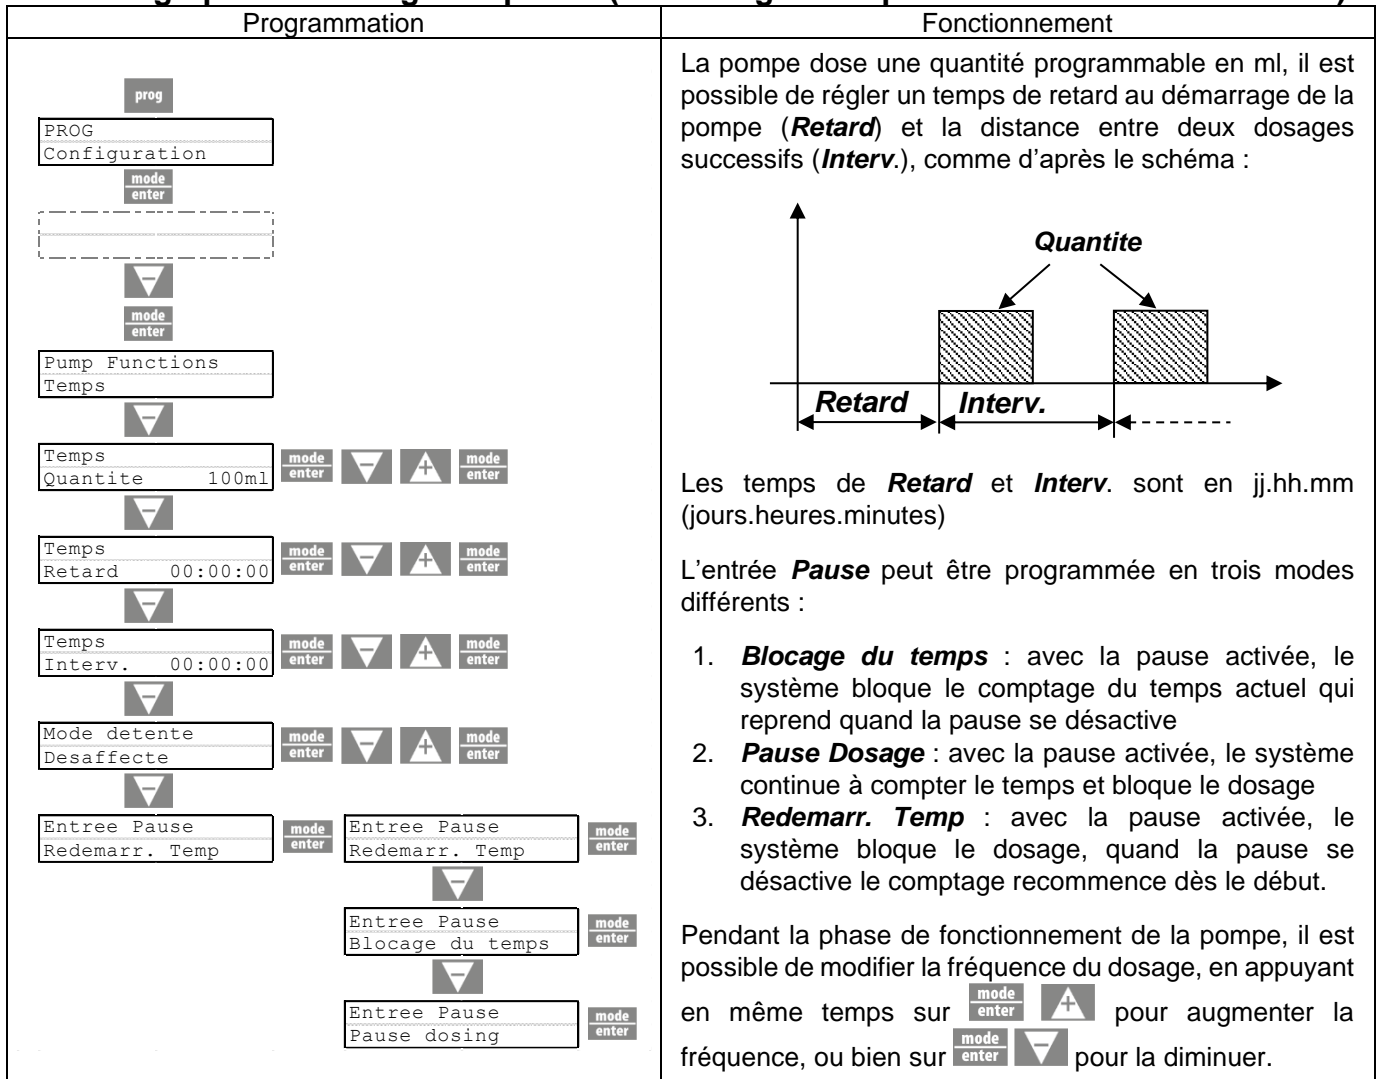 Programmation
Fonctionnement
prog
PROG
Configuration
mode
enter
mode
enter
Pump Functions
Temps
Temps
Quantite 100ml
mode
enter
mode
enter
Temps
Retard 00:00:00
mode
enter
mode
enter
Temps
Interv. 00:00:00
mode
enter
mode
enter
Mode detente
Desaffecte
mode
enter
mode
enter
Entree Pause
Redemarr. Temp
mode
enter
Entree Pause
Redemarr. Temp
mode
enter
Entree Pause
Blocage du temps
mode
enter
Entree Pause
Pause dosing
mode
enter
La pompe dose une quantité programmable en ml, il est
possible de régler un temps de retard au démarrage de la
pompe (Retard) et la distance entre deux dosages
successifs (Interv.), comme d’après le schéma :
Quantite
Retard
Interv.
Les temps de Retard et Interv. sont en jj.hh.mm
(jours.heures.minutes)
L’entrée Pause peut être programmée en trois modes
différents :
1. Blocage du temps : avec la pause activée, le
système bloque le comptage du temps actuel qui
reprend quand la pause se désactive
2. Pause Dosage : avec la pause activée, le système
continue à compter le temps et bloque le dosage
3. Redemarr. Temp : avec la pause activée, le
système bloque le dosage, quand la pause se
désactive le comptage recommence dès le début.
Pendant la phase de fonctionnement de la pompe, il est
possible de modifier la fréquence du dosage, en appuyant
en même temps sur mode enter + pour augmenter la
fréquence, ou bien sur mode enter − pour la diminuer.